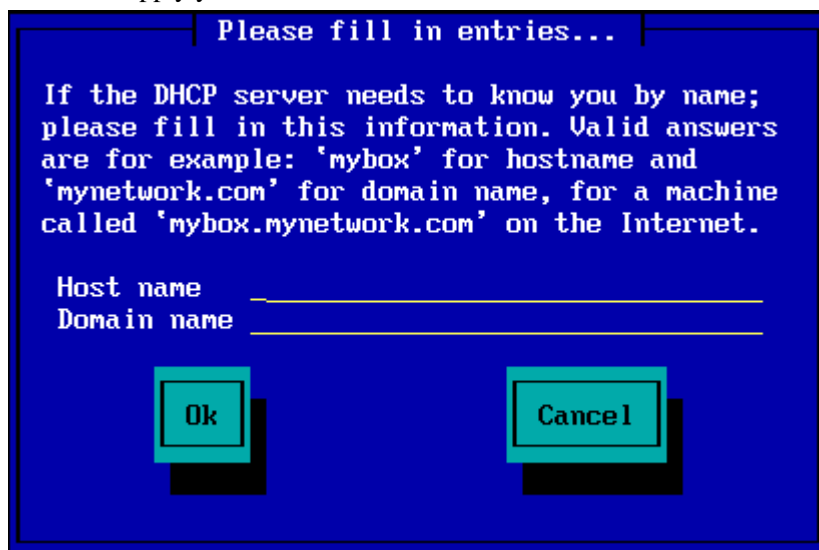 Please fill in entries...
If the DHCP server needs to know you by name;
please fill in this information. Valid answers
are for example: `mybox' for hostname and
`mynetwork.com' for domain name, for a machine
called `mybox.mynetwork.com' on the Internet.
Host name
Domain name
Ok Cancel